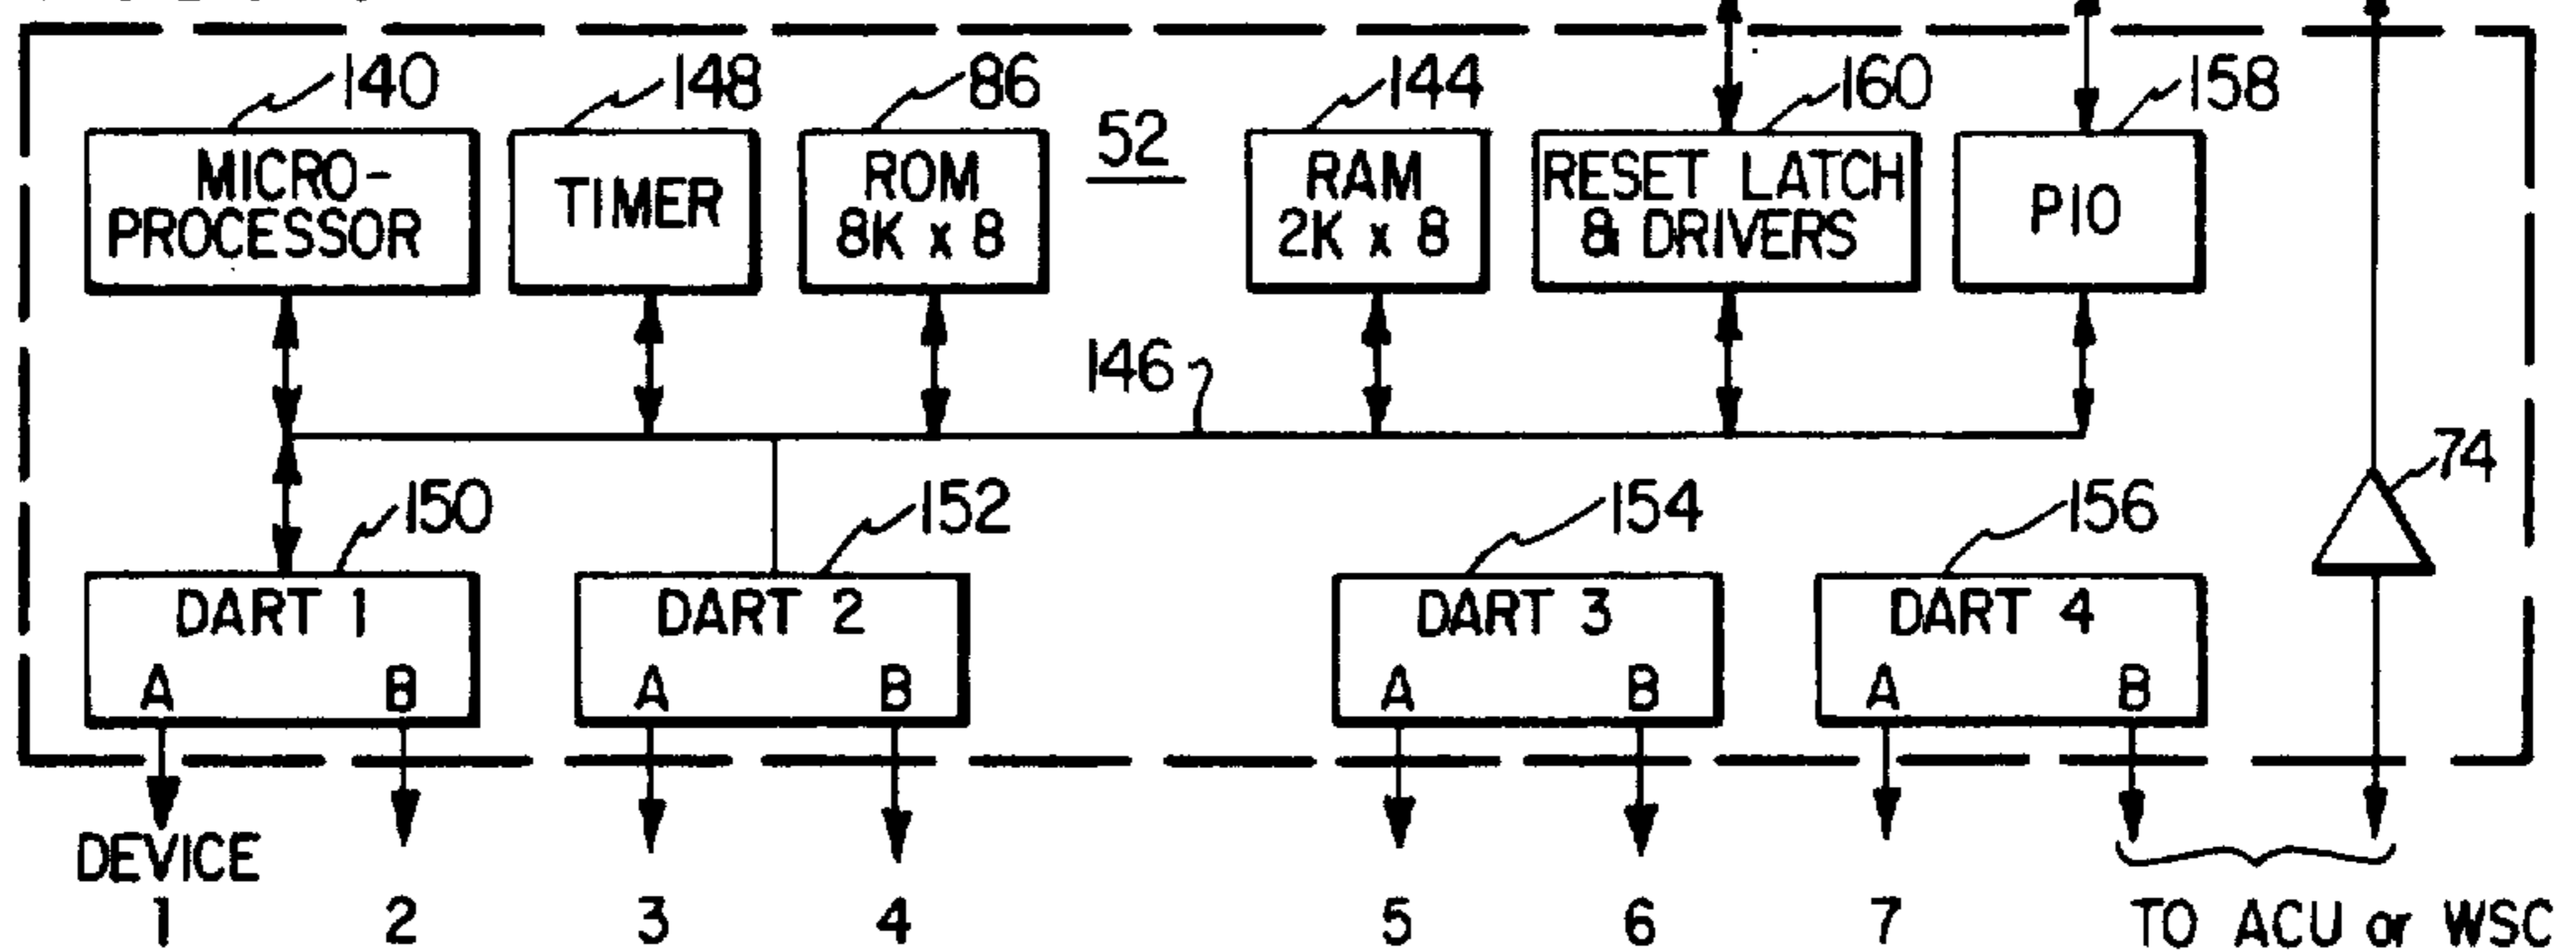 140 148 86 52 144 160 158
MICRO-
PROCESSOR
TIMER
ROM
8K x 8
RAM
2K x 8
RESET LATCH
& DRIVERS
PIO
146
74
150 152 154 156
DART 1
A B
DART 2
A B
DART 3
A B
DART 4
A B
DEVICE
1 2 3 4 5 6 7 TO ACU or WSC